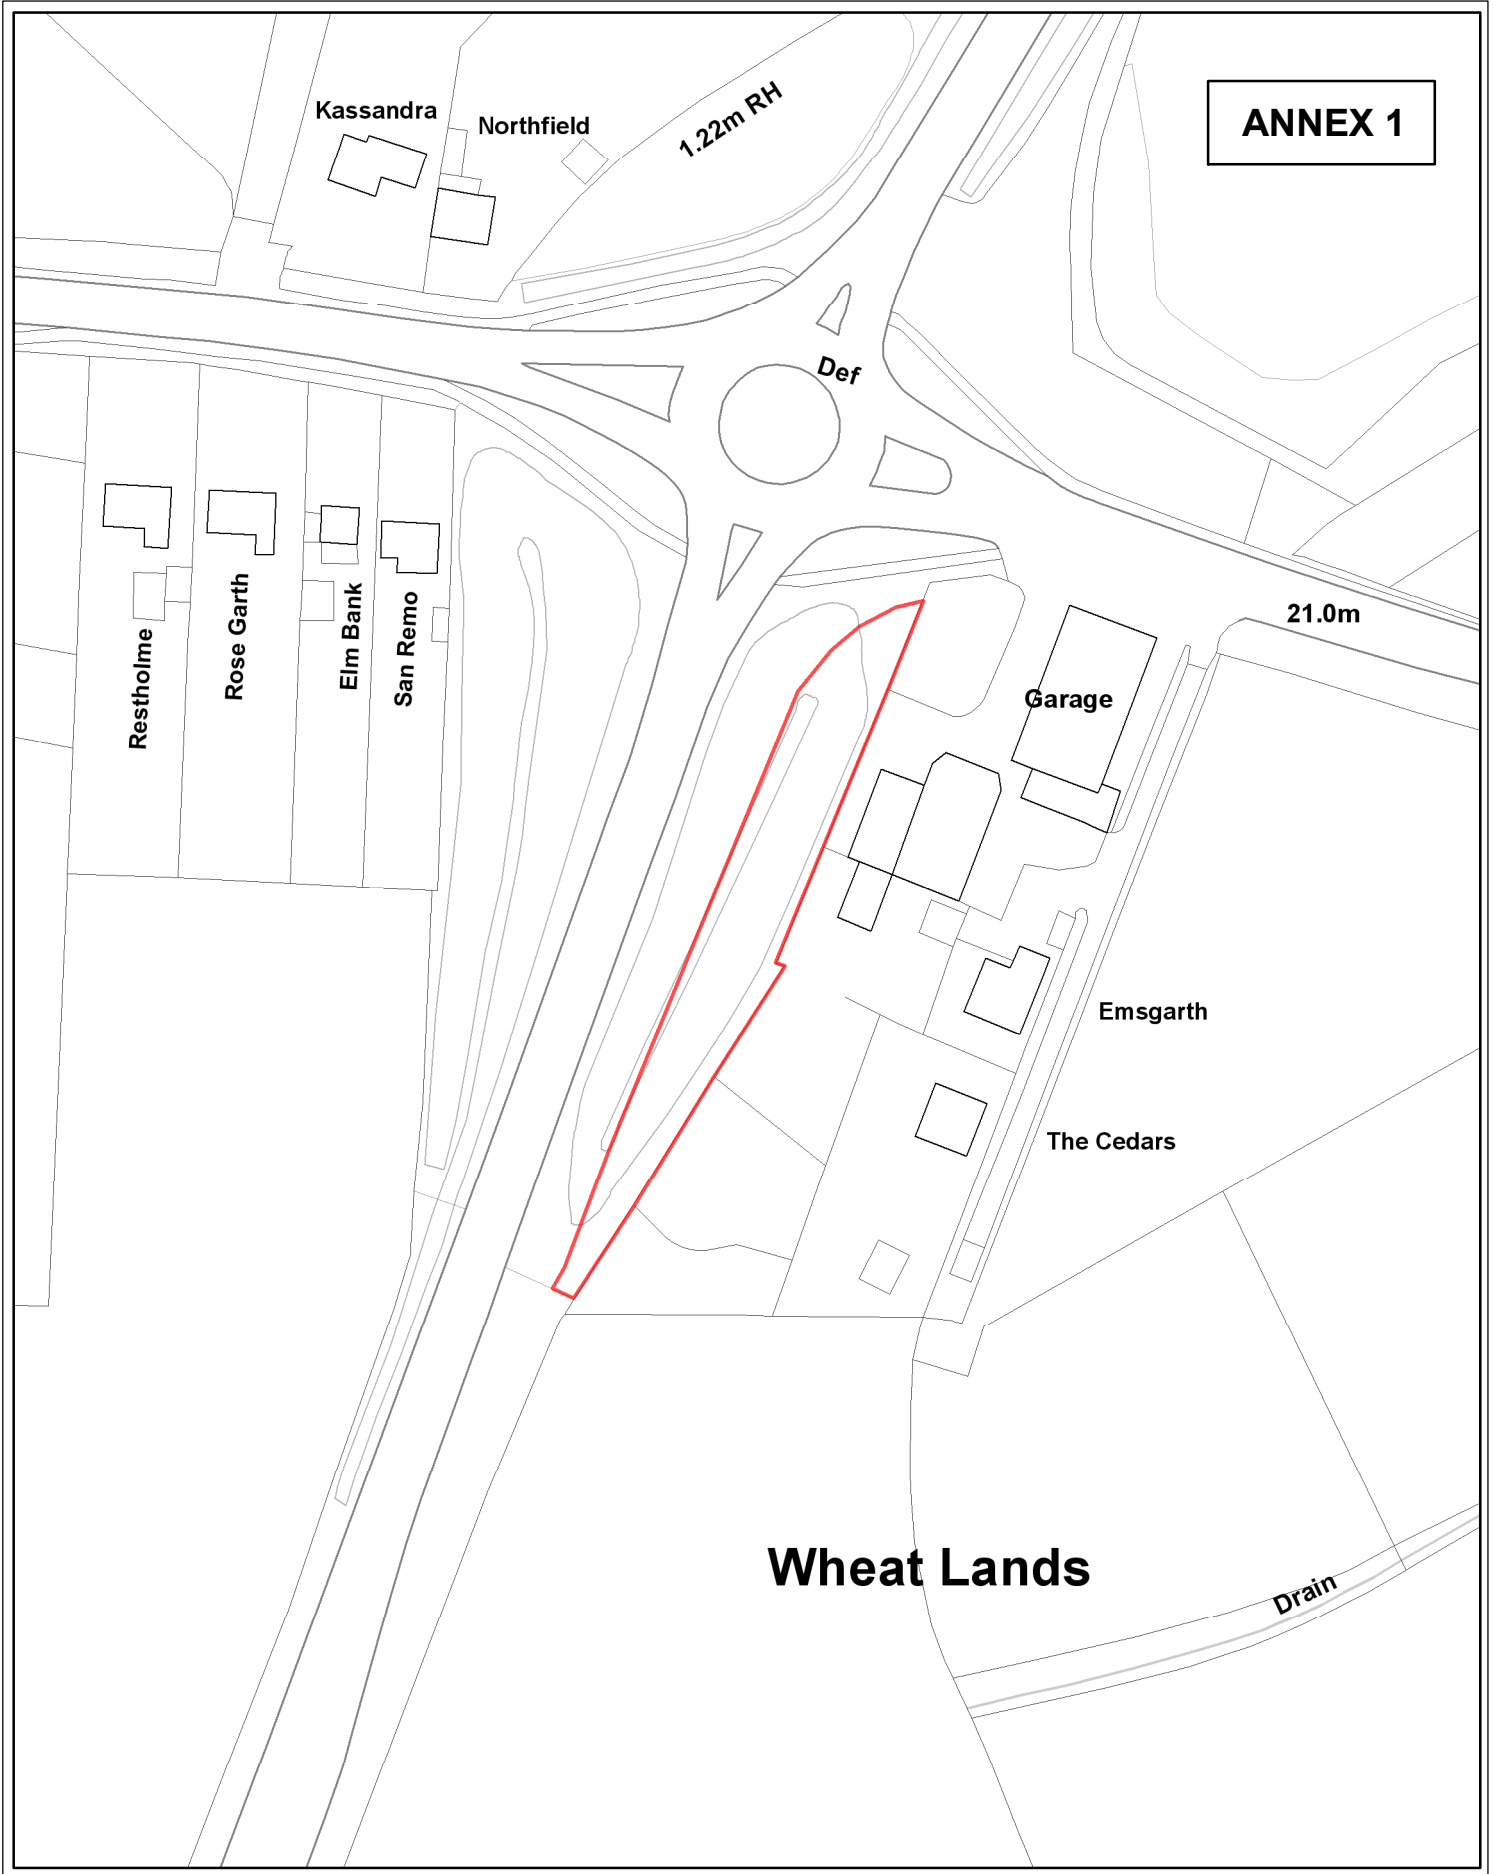 ANNEX 1
Kassandra
Northfield
1.22m RH
Def
Restholme
Rose Garth
Elm Bank
San Remo
21.0m
Garage
Emsgarth
The Cedars
Wheat Lands
Drain